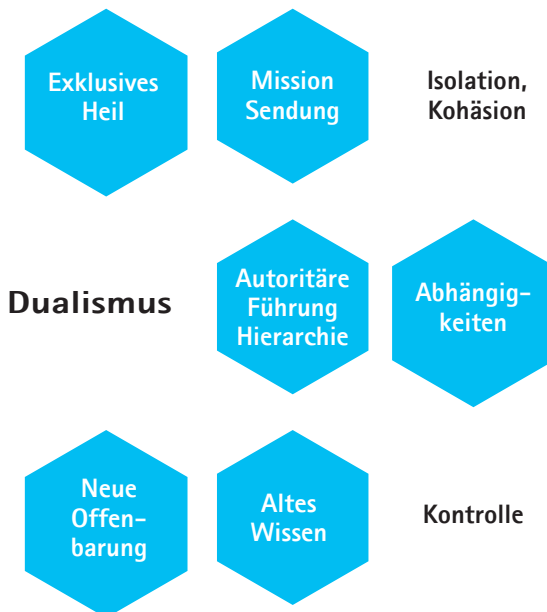 Exklusives
Heil
Mission
Sendung
Isolation,
Kohäsion
Dualismus
Autoritäre
Führung
Hierarchie
Abhängig-
keiten
Neue
Offen-
barung
Altes
Wissen
Kontrolle